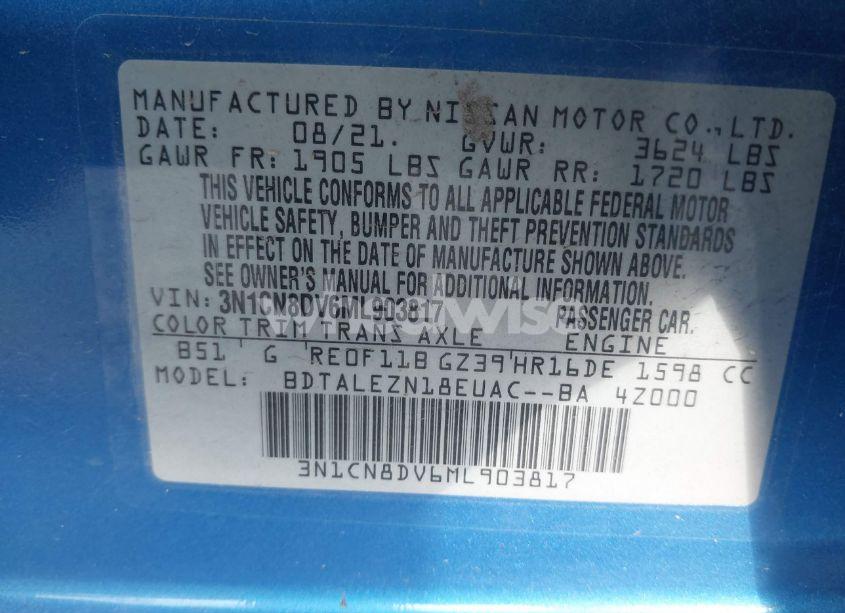 MANUFACTURED BY NISSAN MOTOR CO., LTD.
DATE: 08/21. GVWR: 3624 LBS
GAWR FR: 1905 LBS GAWR RR: 1720 LBS
THIS VEHICLE CONFORMS TO ALL APPLICABLE FEDERAL MOTOR
VEHICLE SAFETY, BUMPER AND THEFT PREVENTION STANDARDS
IN EFFECT ON THE DATE OF MANUFACTURE SHOWN ABOVE.
SEE OWNER'S MANUAL FOR ADDITIONAL INFORMATION.
VIN: 3N1CN8DV6ML903817 PASSENGER CAR.
COLOR TRIM TRANS AXLE ENGINE
B51 G RE0F11B GZ39 HR16DE 1598 CC
MODEL: BDTALEZN18EUAC--BA 4Z000
3N1CN8DV6ML903817